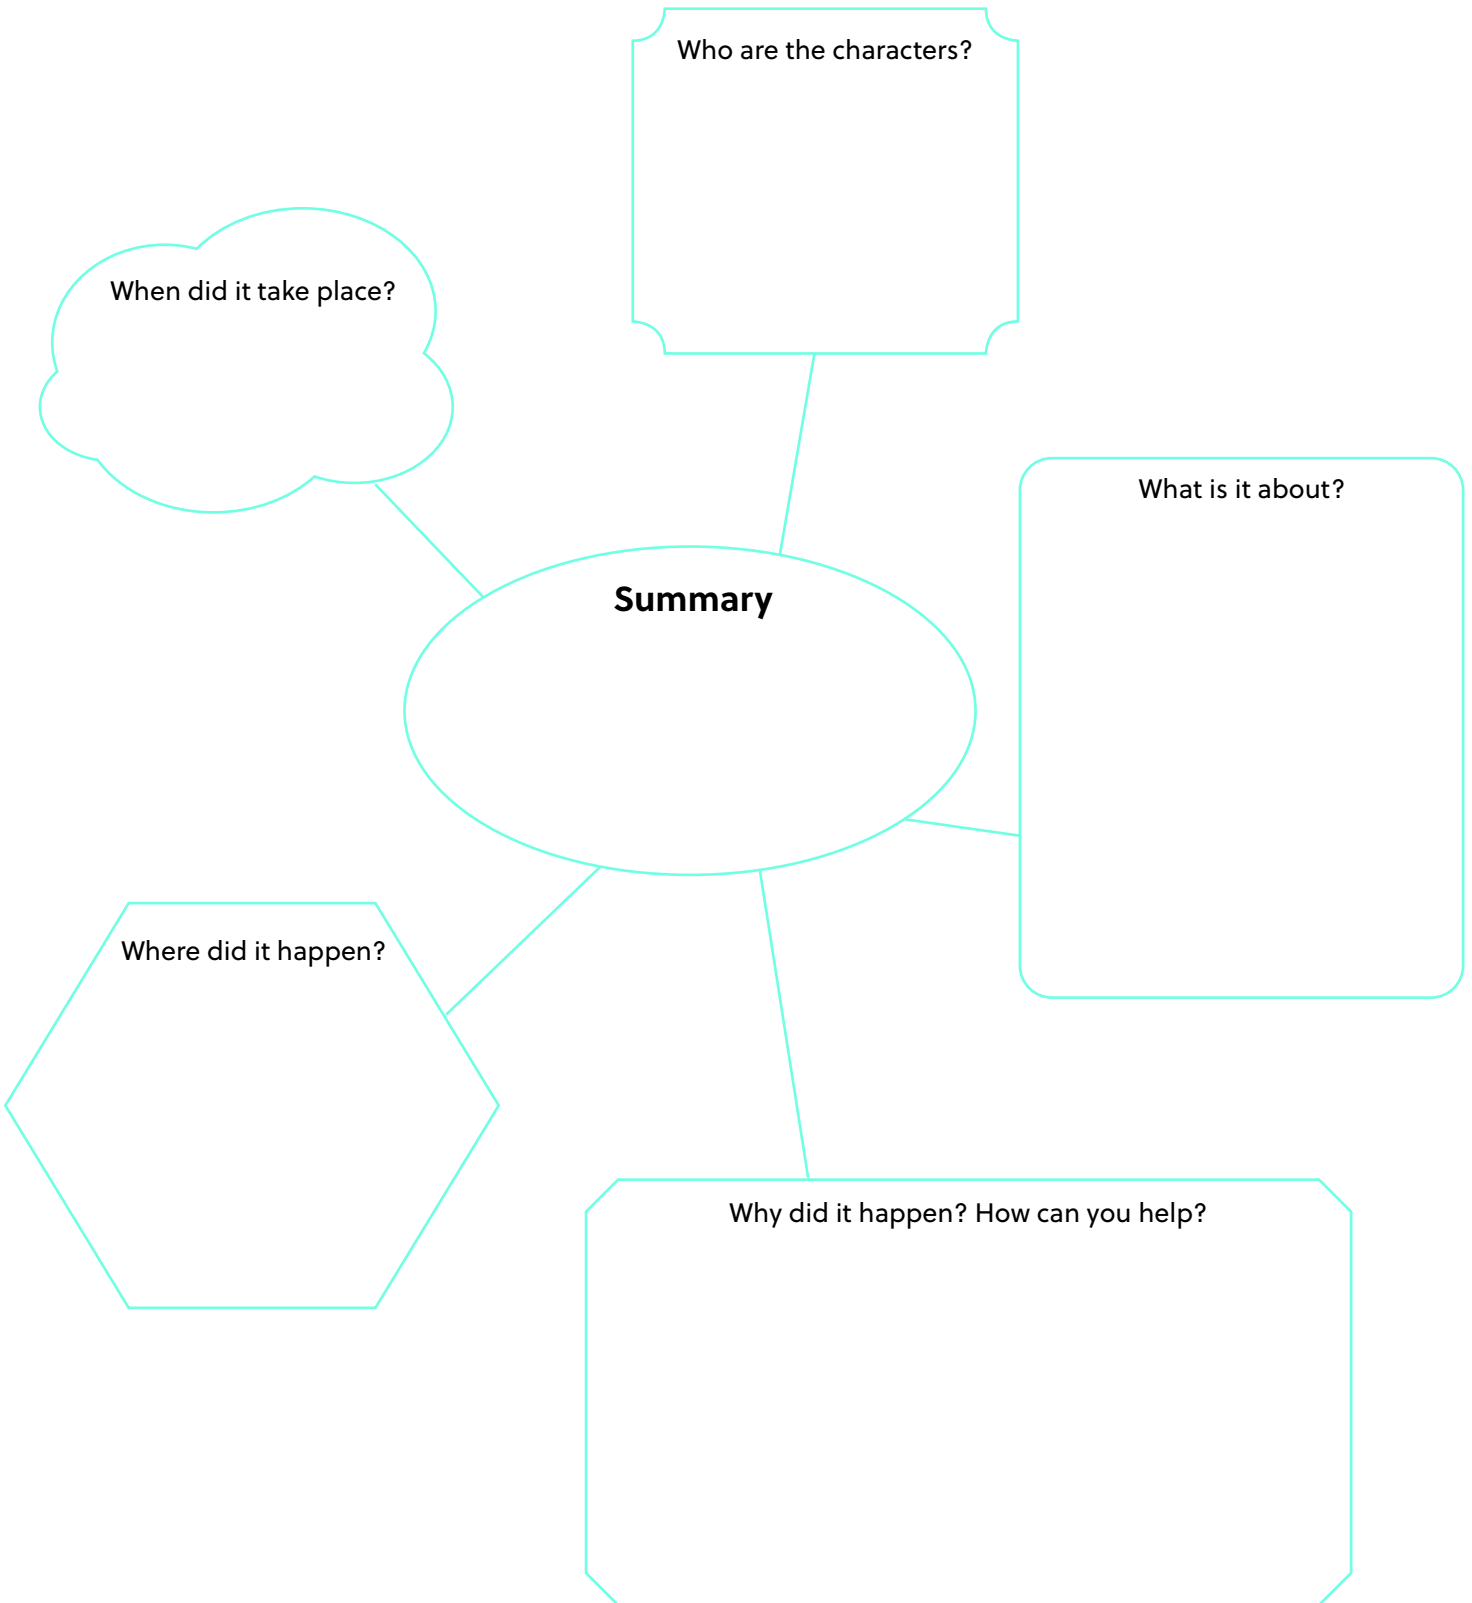 Who are the characters?
When did it take place?
What is it about?
Summary
Where did it happen?
Why did it happen? How can you help?